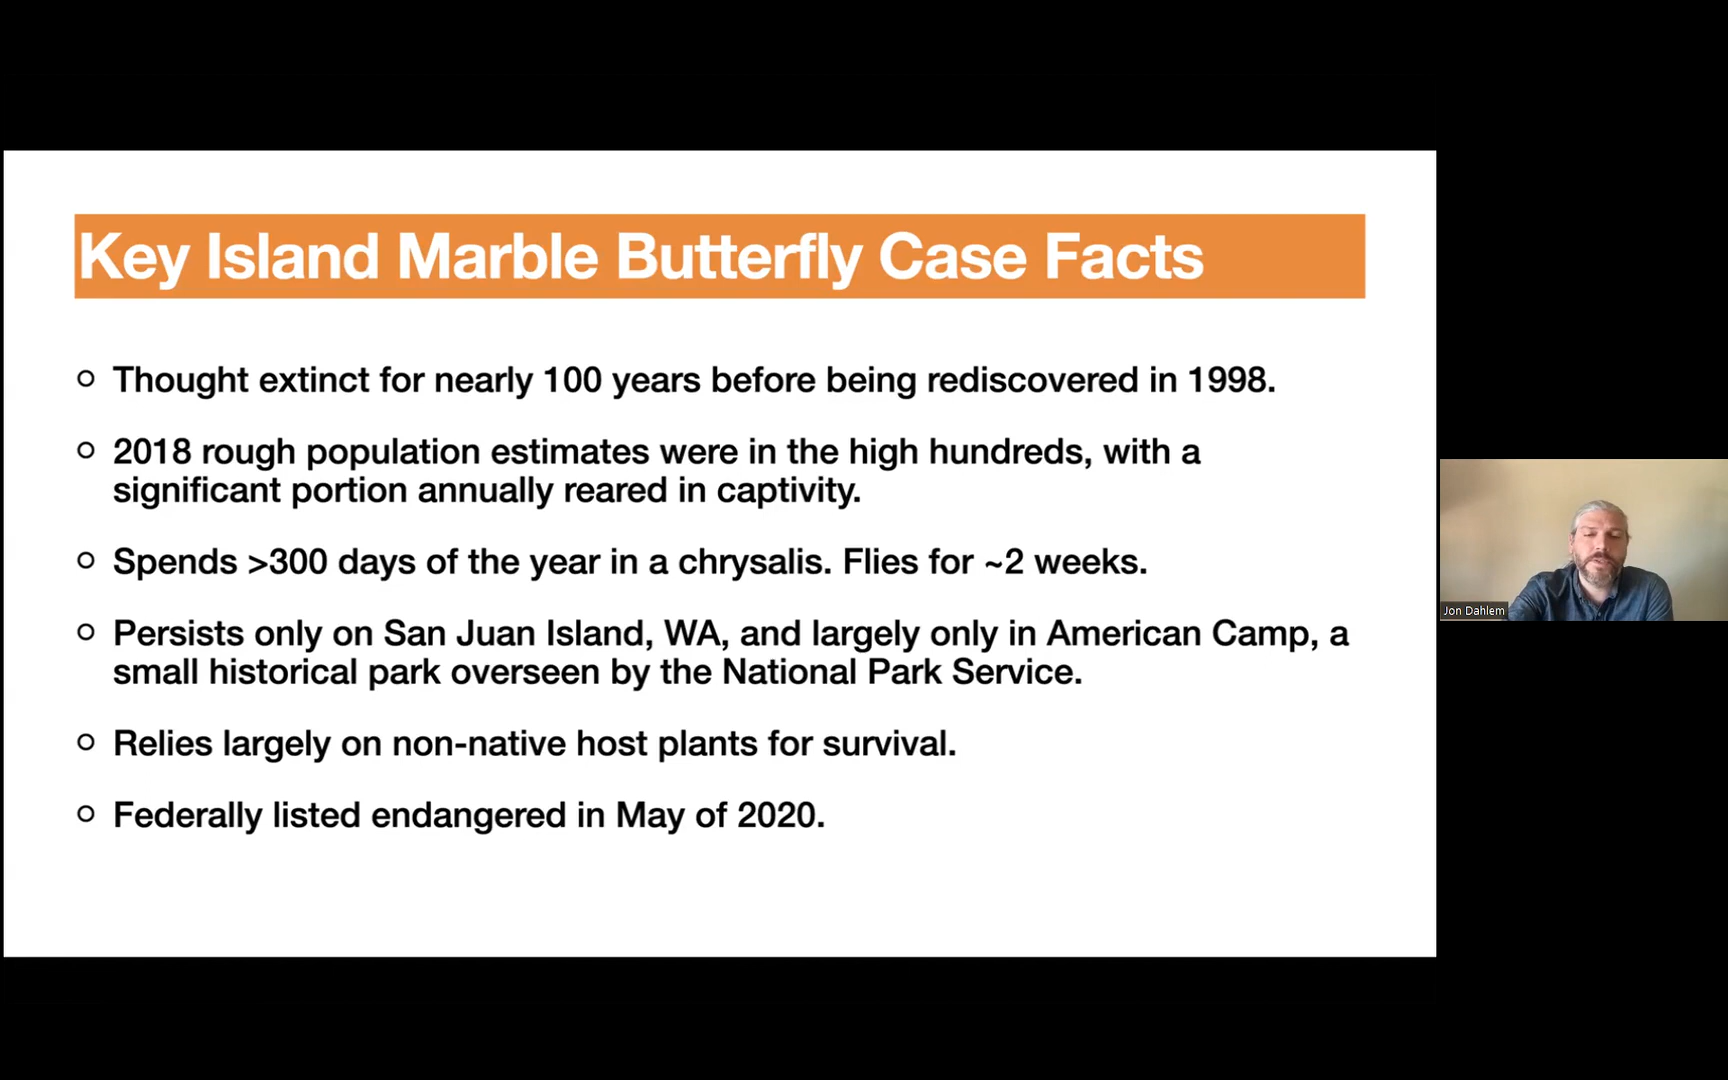 Key Island Marble Butterfly Case Facts
Thought extinct for nearly 100 years before being rediscovered in 1998.
2018 rough population estimates were in the high hundreds, with a
significant portion annually reared in captivity.
Spends >300 days of the year in a chrysalis. Flies for ~2 weeks.
Persists only on San Juan Island, WA, and largely only in American Camp, a
small historical park overseen by the National Park Service.
Relies largely on non-native host plants for survival.
Federally listed endangered in May of 2020.
Jon Dahlem